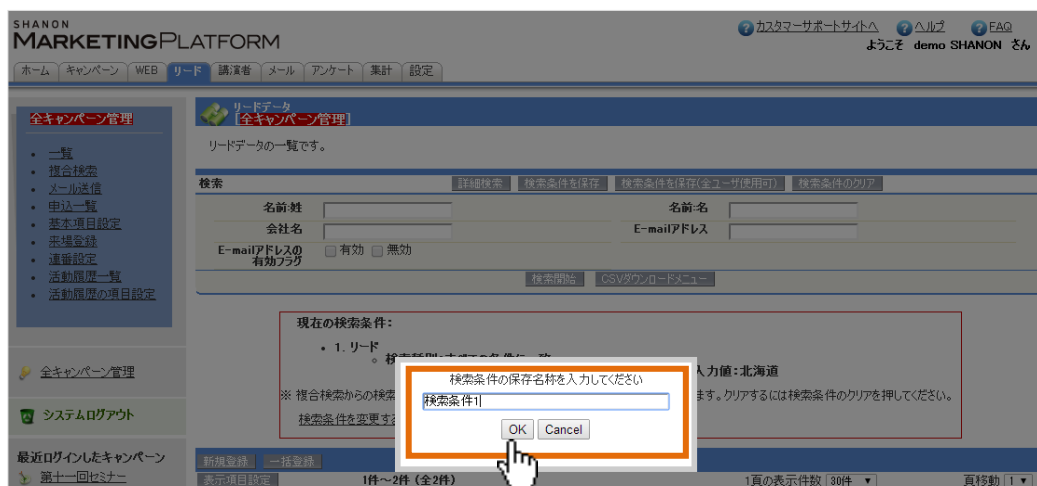 SHANON
MARKETINGPLATFORM
カスタマーサポートサイトへ ヘルプ FAQ
ようこそ demo SHANON さん
ホーム キャンペーン WEB リード 講演者 メール アンケート 集計 設定
全キャンペーン管理
一覧
複合検索
メール送信
申込一覧
基本項目設定
来場登録
連番設定
活動履歴一覧
活動履歴の項目設定
全キャンペーン管理
システムログアウト
最近ログインしたキャンペーン
第十一回セミナー
リードデータ
[全キャンペーン管理]
リードデータの一覧です。
検索 詳細検索 検索条件を保存 検索条件を保存(全ユーザ使用可) 検索条件のクリア
名前:姓 名前:名
会社名 E-mailアドレス
E-mailアドレスの有効フラグ 有効 無効
検索開始 CSVダウンロードメニュー
現在の検索条件:
1. リード
入力値:北海道
※ 複合検索からの検索 ます。クリアするには検索条件のクリアを押してください。
検索条件を変更する
検索条件の保存名称を入力してください
検索条件1
OK Cancel
新規登録 一括登録
表示項目設定 1件~2件 (全2件) 1頁の表示件数 30件 ▼ 頁移動 1 ▼